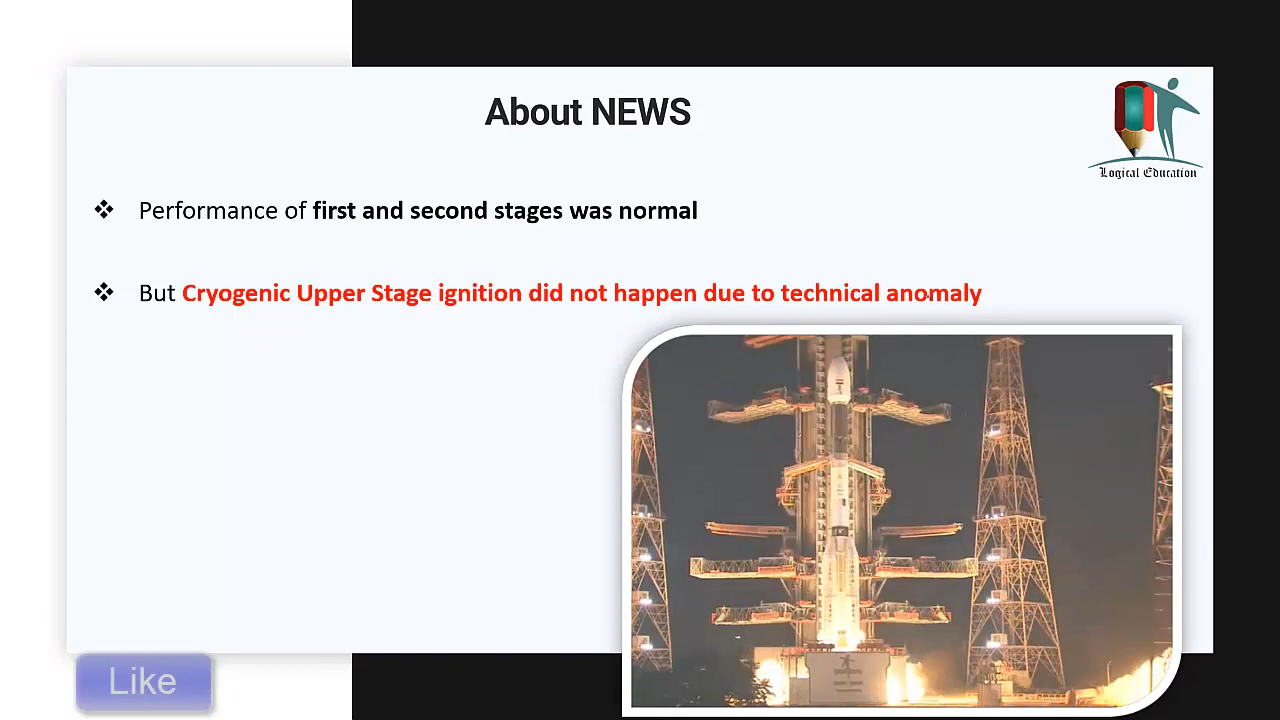 About NEWS
Logical Education
Performance of first and second stages was normal
But Cryogenic Upper Stage ignition did not happen due to technical anomaly
Like